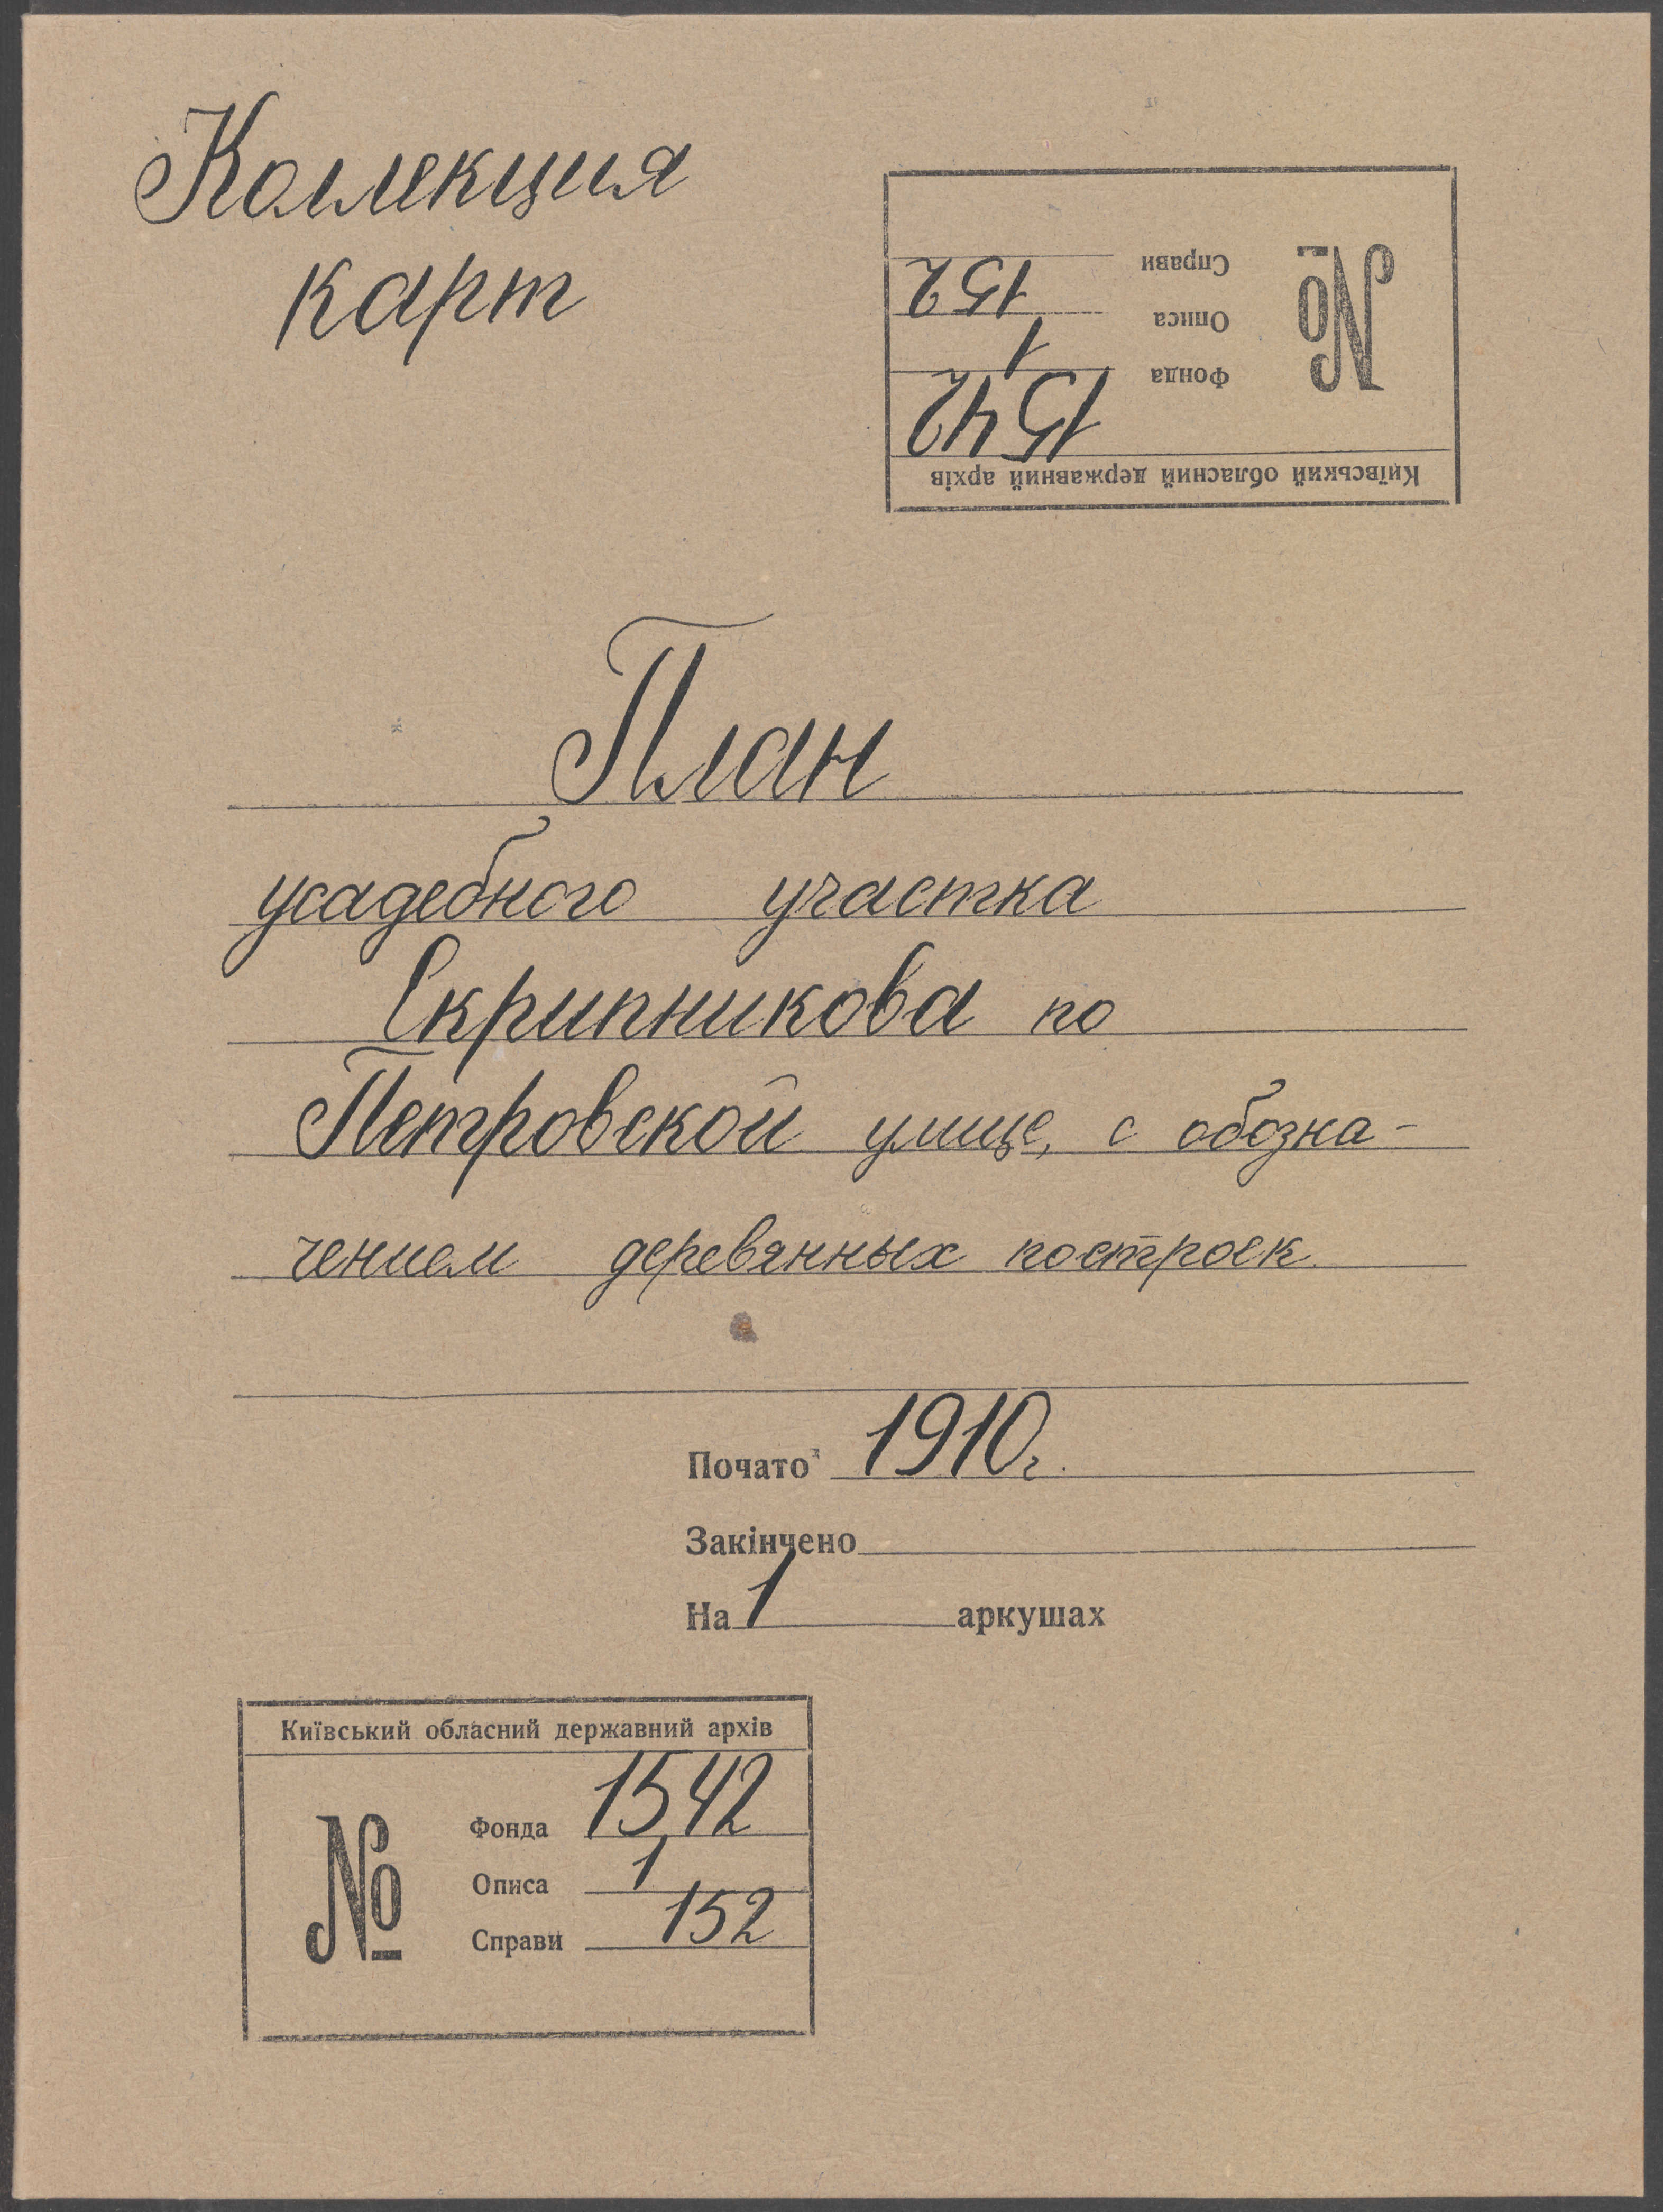 Коллекция
карт
Київський обласний державний архів
№
Фонда 1542
Описа 1
Справи 152
План
усадебного участка
Скрипникова по
Петровской улице, с обозна-
чением деревянных построек.
Почато 1910 г.
Закінчено
На 1 аркушах
Київський обласний державний архів
№
Фонда 1542
Описа 1
Справи 152